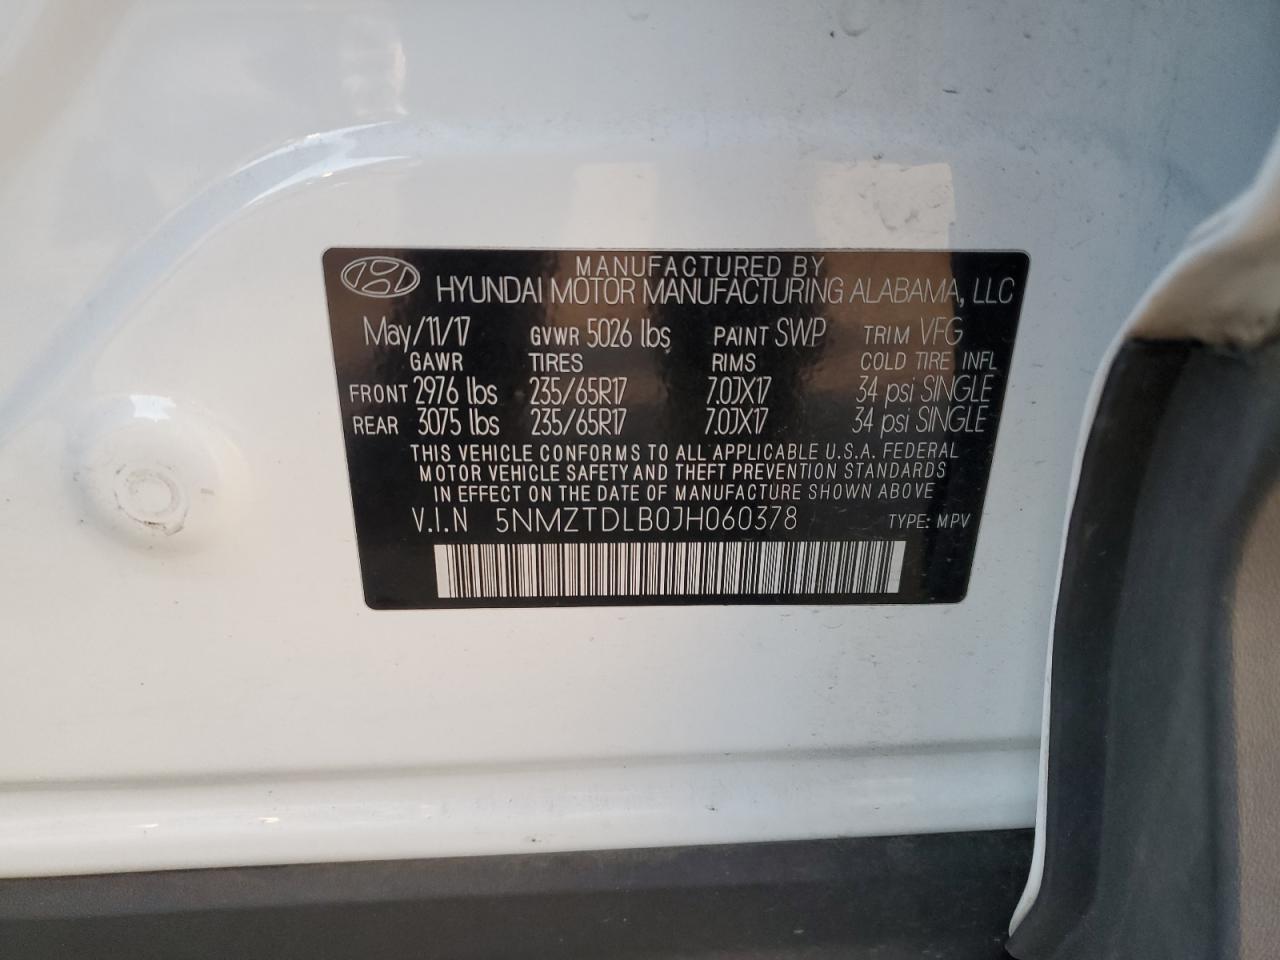 MANUFACTURED BY
HYUNDAI MOTOR MANUFACTURING ALABAMA, LLC
May/11/17 GVWR 5026 lbs PAINT SWP TRIM VFG
GAWR TIRES RIMS COLD TIRE INFL
FRONT 2976 lbs 235/65R17 7.0JX17 34 psi SINGLE
REAR 3075 lbs 235/65R17 7.0JX17 34 psi SINGLE
THIS VEHICLE CONFORMS TO ALL APPLICABLE U.S.A. FEDERAL
MOTOR VEHICLE SAFETY AND THEFT PREVENTION STANDARDS
IN EFFECT ON THE DATE OF MANUFACTURE SHOWN ABOVE
V.I.N 5NMZTDLB0JH060378 TYPE: MPV